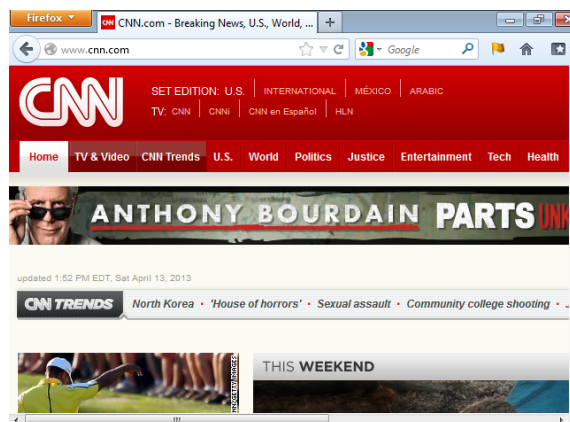 Firefox
CNN CNN.com - Breaking News, U.S., World, ...
www.cnn.com
Google
CNN
SET EDITION: U.S. INTERNATIONAL MÉXICO ARABIC
TV: CNN CNNi CNN en Español HLN
Home TV & Video CNN Trends U.S. World Politics Justice Entertainment Tech Health
ANTHONY BOURDAIN PARTS UNK
updated 1:52 PM EDT, Sat April 13, 2013
CNN TRENDS North Korea • 'House of horrors' • Sexual assault • Community college shooting •
THIS WEEKEND